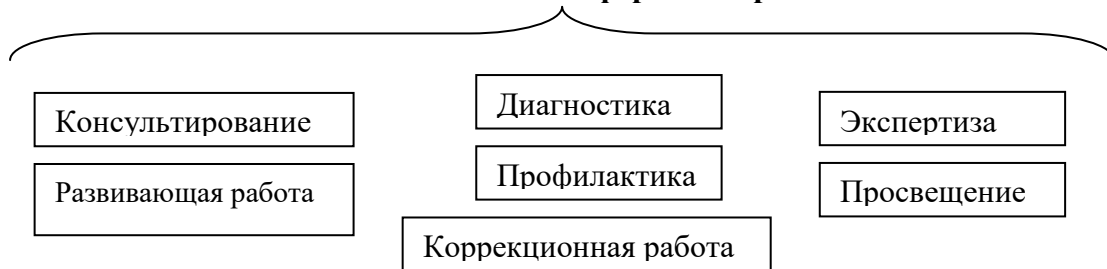 Диагностика
Консультирование
Экспертиза
Профилактика
Развивающая работа
Просвещение
Коррекционная работа